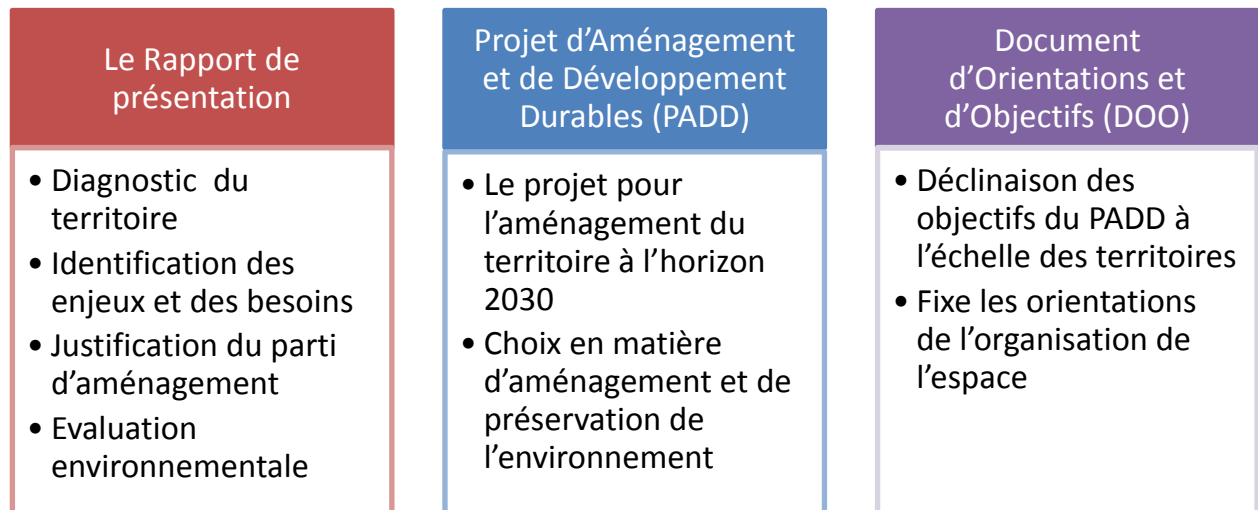 Le Rapport de
présentation
• Diagnostic du
territoire
• Identification des
enjeux et des besoins
• Justification du parti
d’aménagement
• Evaluation
environnementale
Projet d’Aménagement
et de Développement
Durables (PADD)
• Le projet pour
l’aménagement du
territoire à l’horizon
2030
• Choix en matière
d’aménagement et de
préservation de
l’environnement
Document
d’Orientations et
d’Objectifs (DOO)
• Déclinaison des
objectifs du PADD à
l’échelle des territoires
• Fixe les orientations
de l’organisation de
l’espace